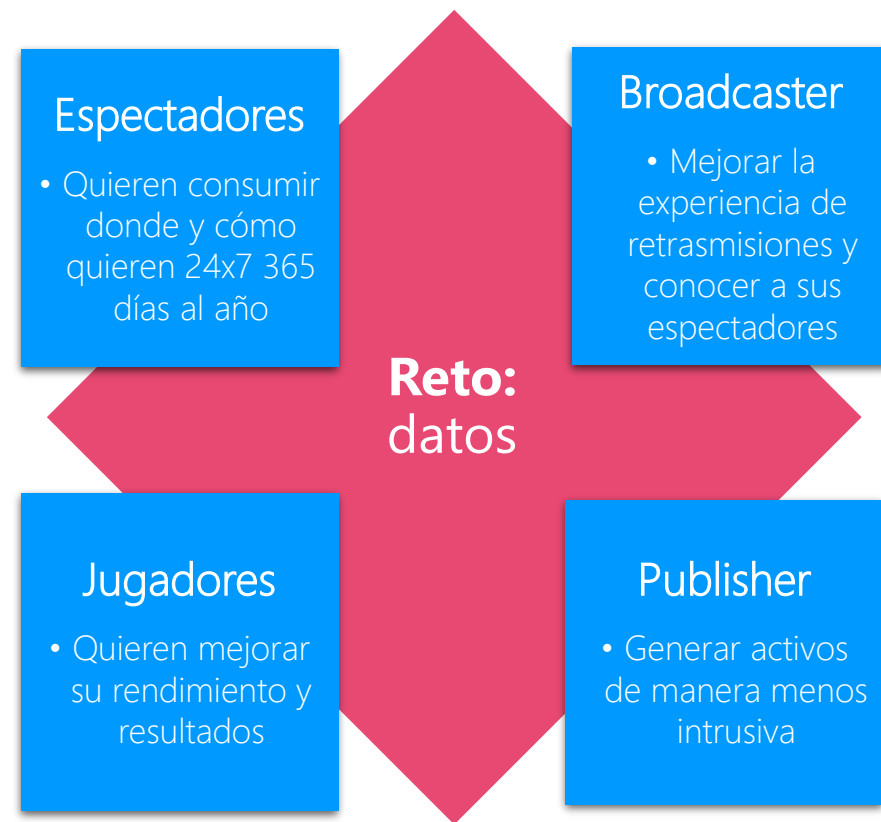 Espectadores
• Quieren consumir
donde y cómo
quieren 24x7 365
días al año
Broadcaster
• Mejorar la
experiencia de
retrasmisiones y
conocer a sus
espectadores
Reto:
datos
Jugadores
• Quieren mejorar
su rendimiento y
resultados
Publisher
• Generar activos
de manera menos
intrusiva